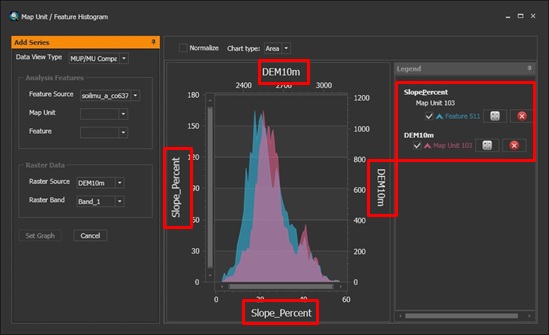 Map Unit / Feature Histogram
Add Series
Data View Type MUP/MU Compa
Analysis Features
Feature Source soilmu_a_co637
Map Unit
Feature
Raster Data
Raster Source DEM10m
Raster Band Band_1
Set Graph Cancel
Normalize Chart type: Area
DEM10m
2400 2700 3000
180
150
120
90
60
30
0
Slope_Percent
1200
1000
800
600
400
200
0
DEM10m
0 20 40 60
Slope_Percent
Legend
SlopePercent
Map Unit 103
Feature 511
DEM10m
Map Unit 103